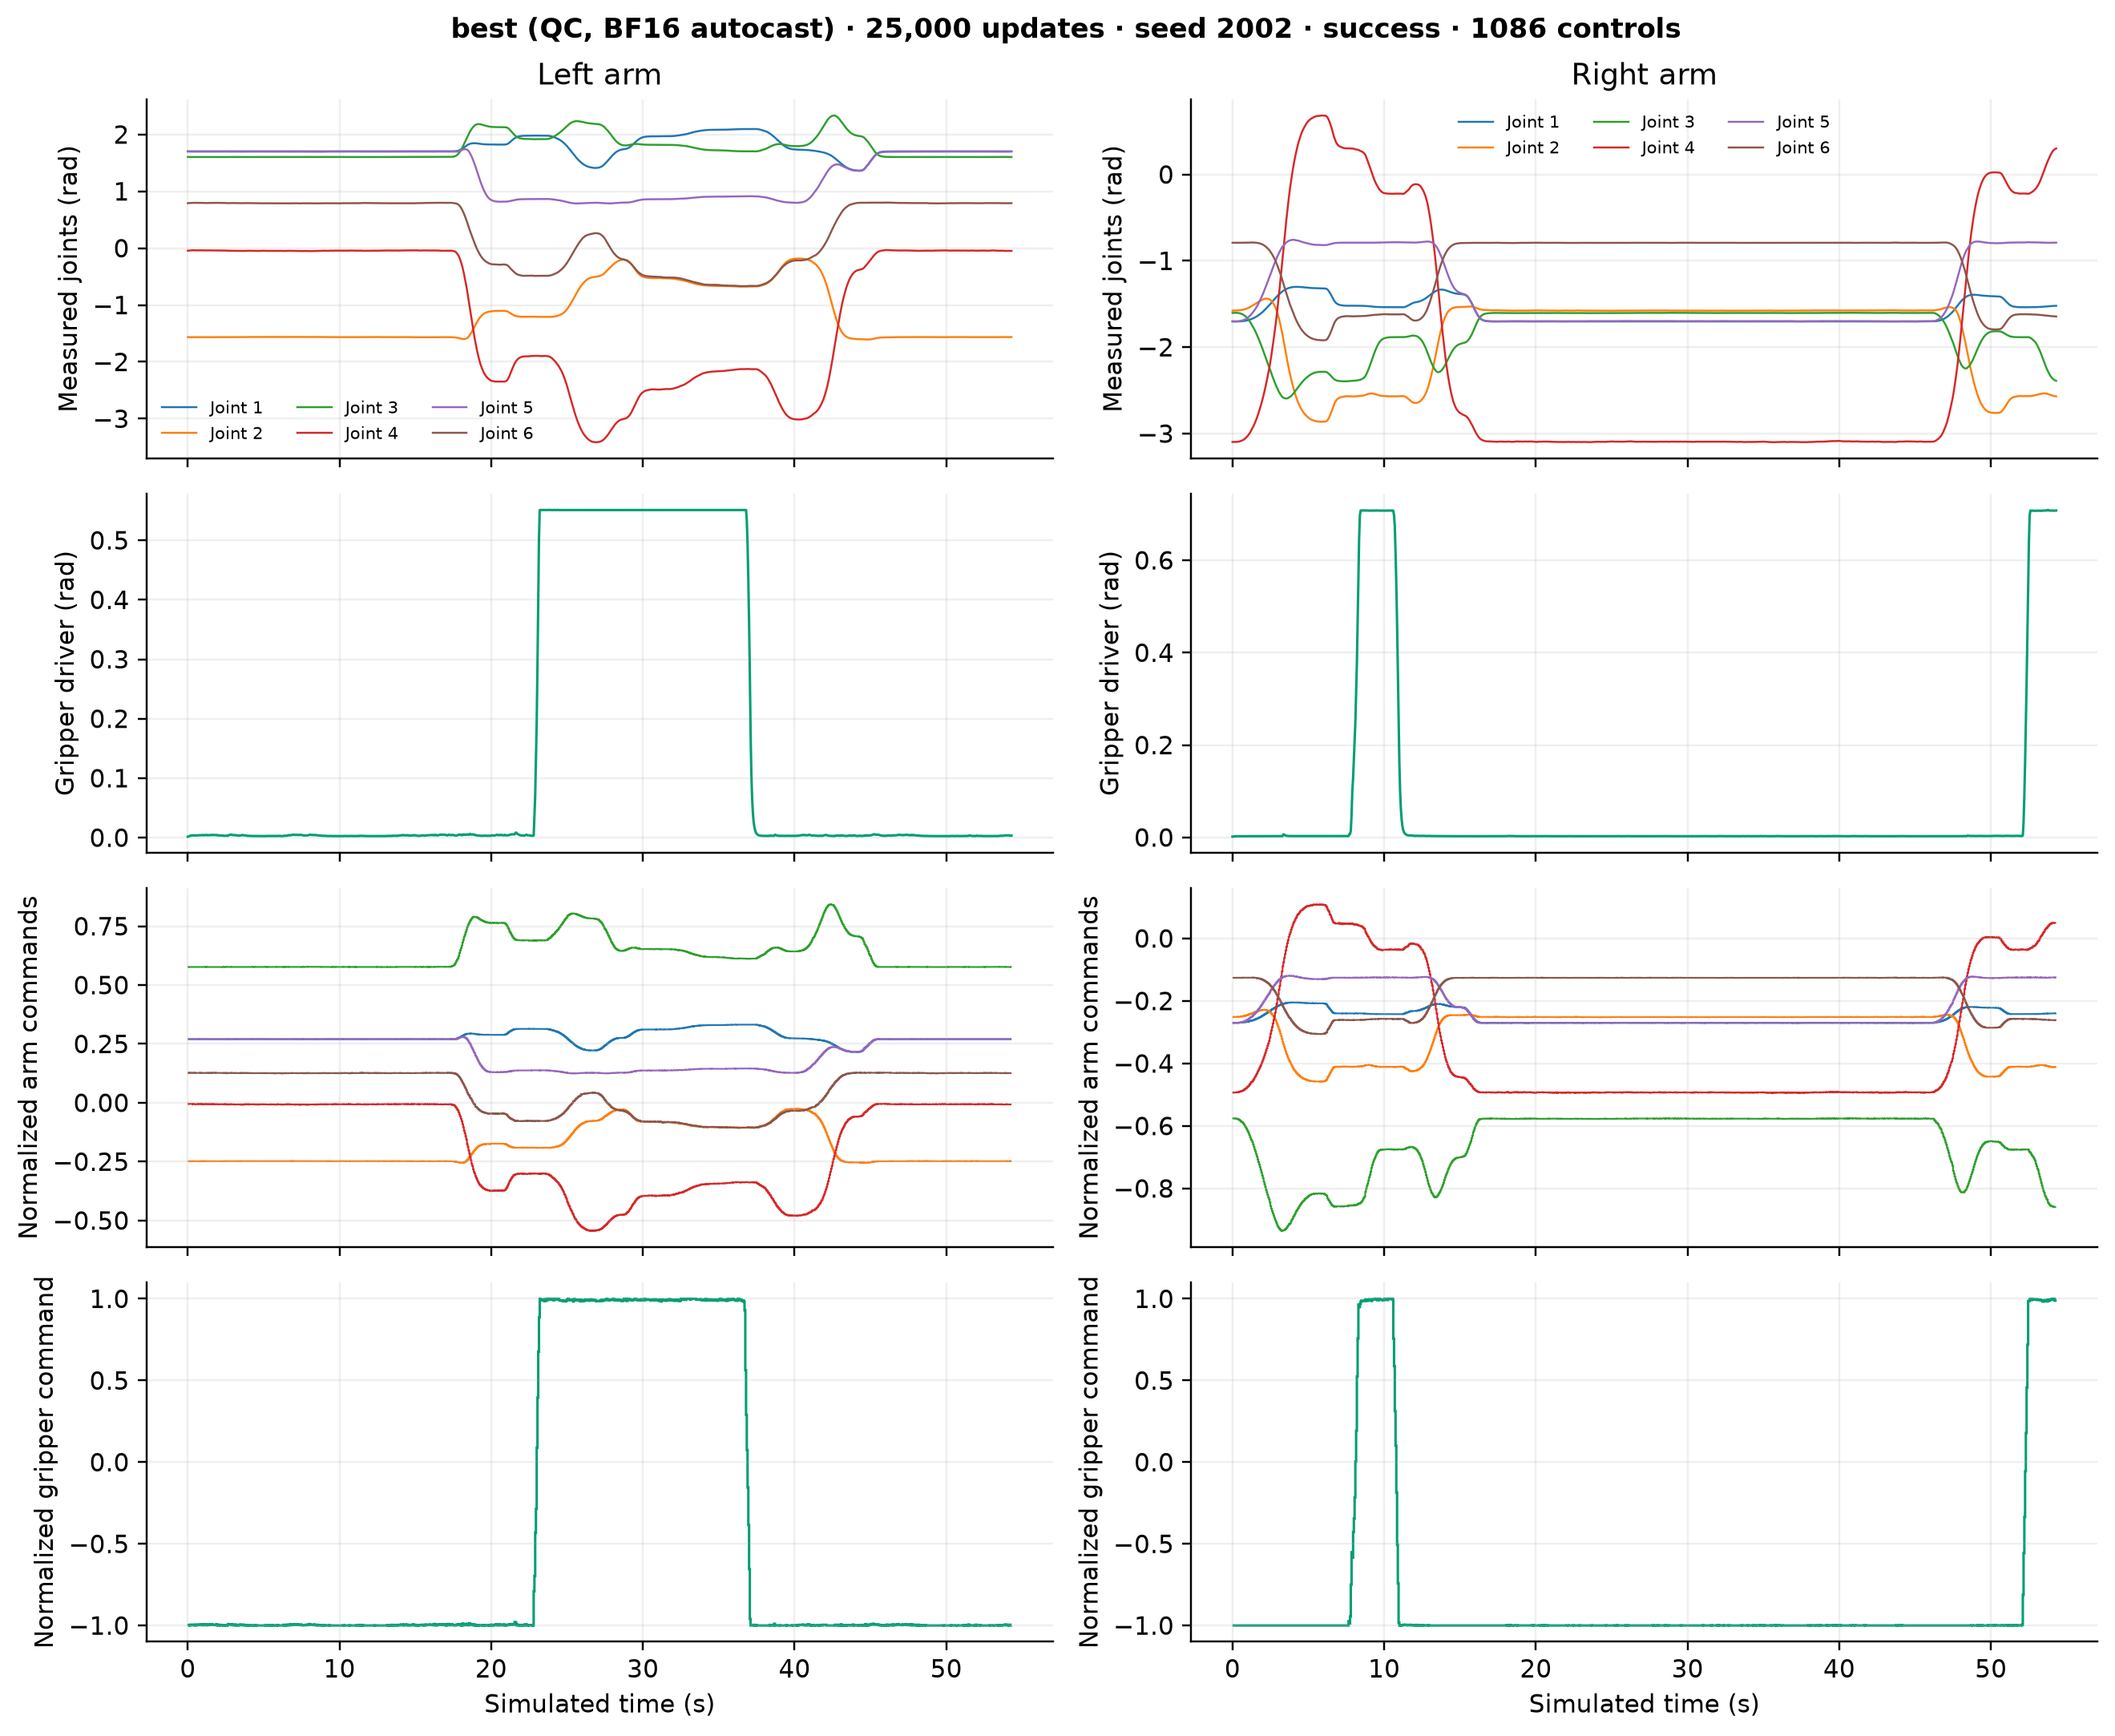 best (QC, BF16 autocast) · 25,000 updates · seed 2002 · success · 1086 controls
Left arm
Right arm
Measured joints (rad)
2
1
0
−1
−2
−3
Joint 1 Joint 3 Joint 5
Joint 2 Joint 4 Joint 6
Measured joints (rad)
0
−1
−2
−3
Joint 1 Joint 3 Joint 5
Joint 2 Joint 4 Joint 6
Gripper driver (rad)
0.5
0.4
0.3
0.2
0.1
0.0
Gripper driver (rad)
0.6
0.4
0.2
0.0
Normalized arm commands
0.75
0.50
0.25
0.00
−0.25
−0.50
Normalized arm commands
0.0
−0.2
−0.4
−0.6
−0.8
Normalized gripper command
1.0
0.5
0.0
−0.5
−1.0
0 10 20 30 40 50
Simulated time (s)
Normalized gripper command
1.0
0.5
0.0
−0.5
−1.0
0 10 20 30 40 50
Simulated time (s)